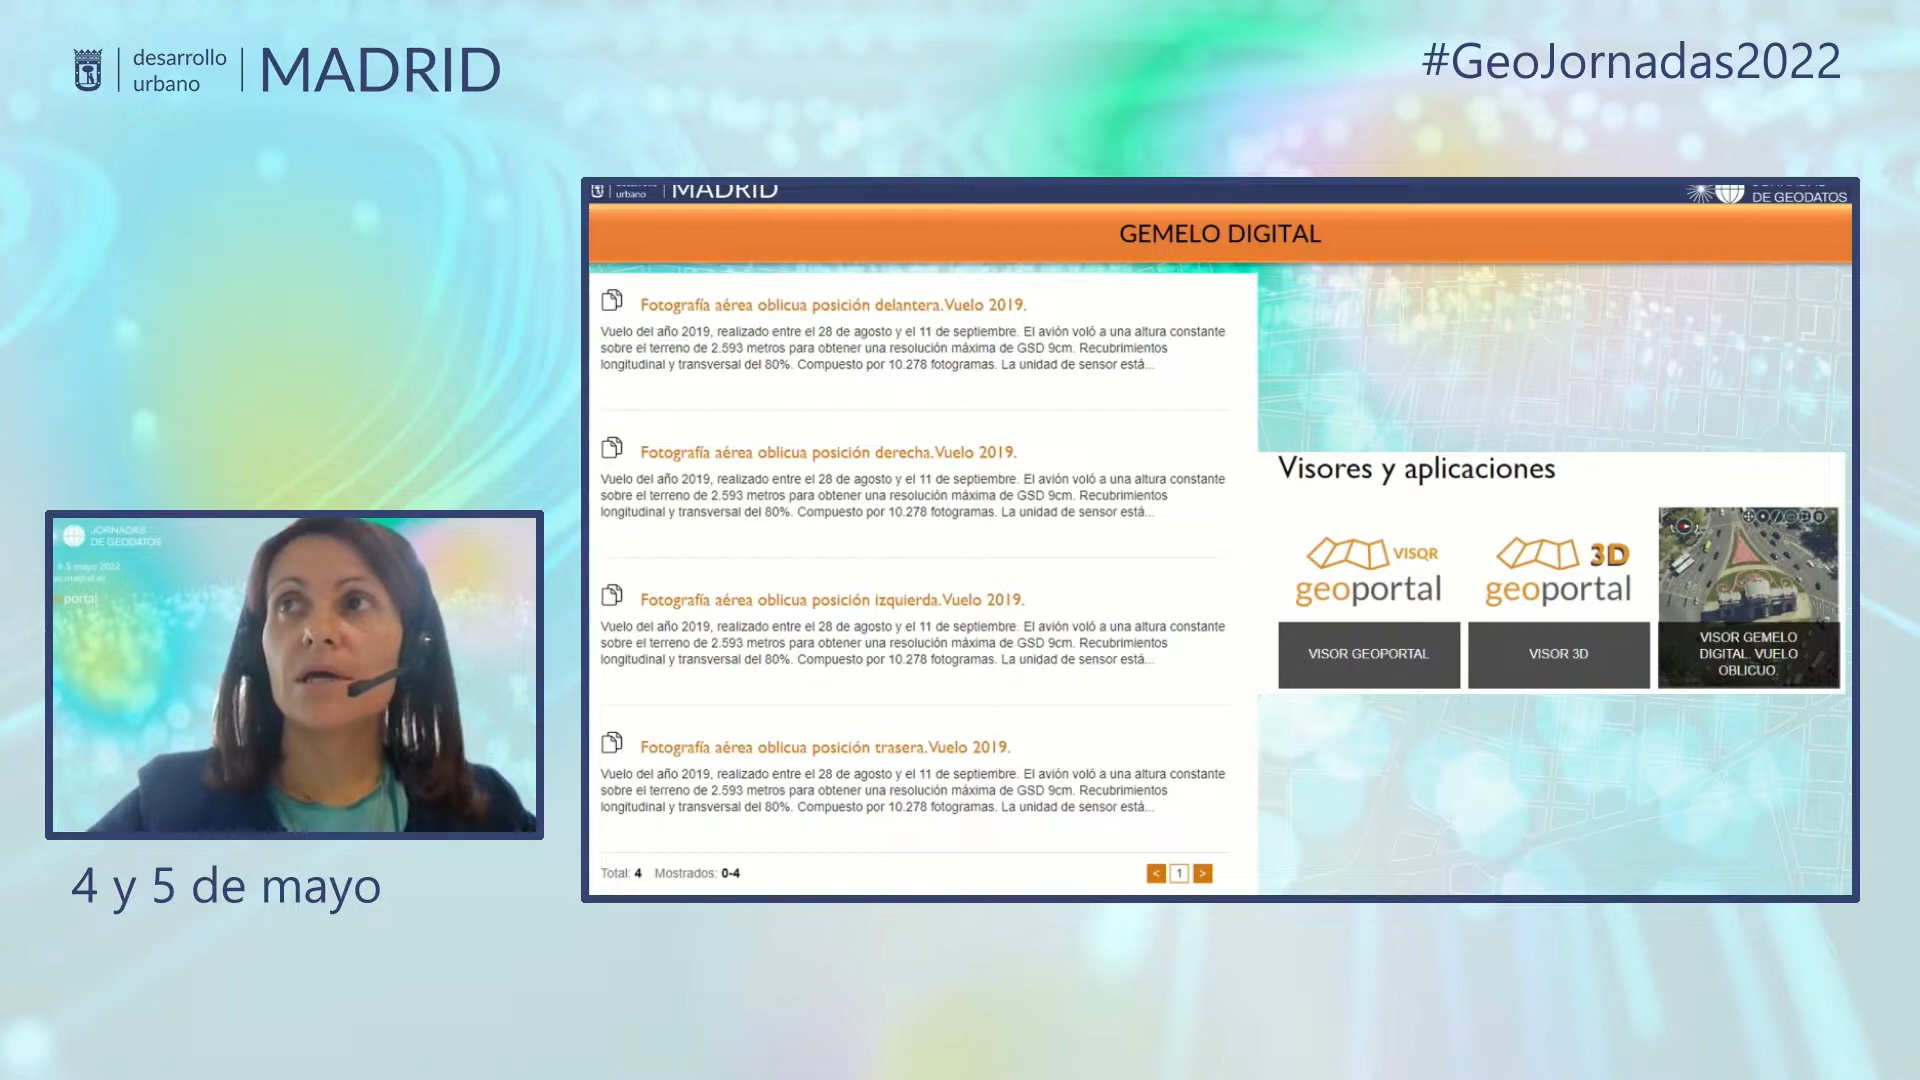 desarrollo
urbano
MADRID
#GeoJornadas2022
urbano
MADRID
DE GEODATOS
GEMELO DIGITAL
Fotografía aérea oblicua posición delantera. Vuelo 2019.
Vuelo del año 2019, realizado entre el 28 de agosto y el 11 de septiembre. El avión voló a una altura constante
sobre el terreno de 2.593 metros para obtener una resolución máxima de GSD 9cm. Recubrimientos
longitudinal y transversal del 80%. Compuesto por 10.278 fotogramas. La unidad de sensor está...
Fotografía aérea oblicua posición derecha. Vuelo 2019.
Vuelo del año 2019, realizado entre el 28 de agosto y el 11 de septiembre. El avión voló a una altura constante
sobre el terreno de 2.593 metros para obtener una resolución máxima de GSD 9cm. Recubrimientos
longitudinal y transversal del 80%. Compuesto por 10.278 fotogramas. La unidad de sensor está...
Fotografía aérea oblicua posición izquierda. Vuelo 2019.
Vuelo del año 2019, realizado entre el 28 de agosto y el 11 de septiembre. El avión voló a una altura constante
sobre el terreno de 2.593 metros para obtener una resolución máxima de GSD 9cm. Recubrimientos
longitudinal y transversal del 80%. Compuesto por 10.278 fotogramas. La unidad de sensor está...
Fotografía aérea oblicua posición trasera. Vuelo 2019.
Vuelo del año 2019, realizado entre el 28 de agosto y el 11 de septiembre. El avión voló a una altura constante
sobre el terreno de 2.593 metros para obtener una resolución máxima de GSD 9cm. Recubrimientos
longitudinal y transversal del 80%. Compuesto por 10.278 fotogramas. La unidad de sensor está...
Total: 4 Mostrados: 0-4
< 1 >
Visores y aplicaciones
VISOR
geoportal
VISOR GEOPORTAL
3D
geoportal
VISOR 3D
VISOR GEMELO
DIGITAL. VUELO
OBLICUO.
JORNADAS
DE GEODATOS
4-5 mayo 2022
portal
4 y 5 de mayo